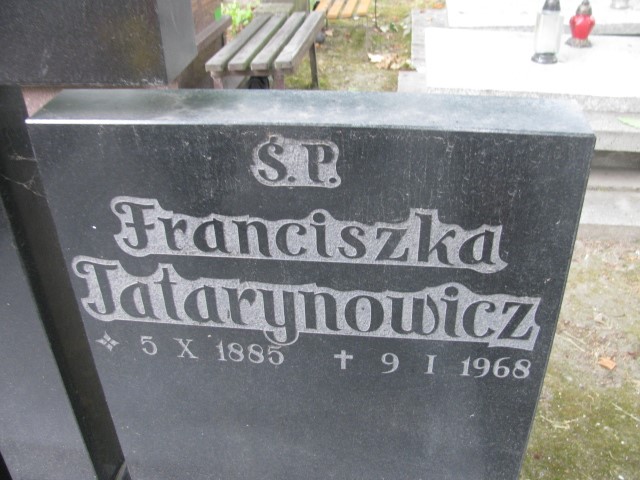 Ś.P.
Franciszka
Tatarynowicz
5 X 1885 † 9 I 1968